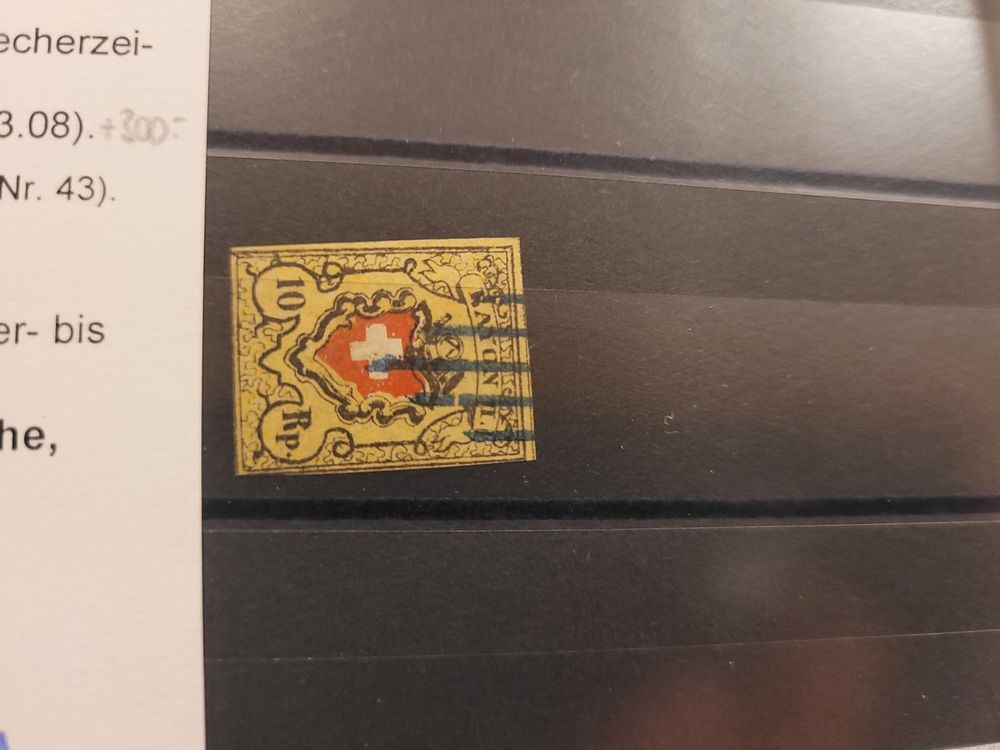 echerzei-
3.08). +300.-
Nr. 43).
er- bis
he,
10
Rp.